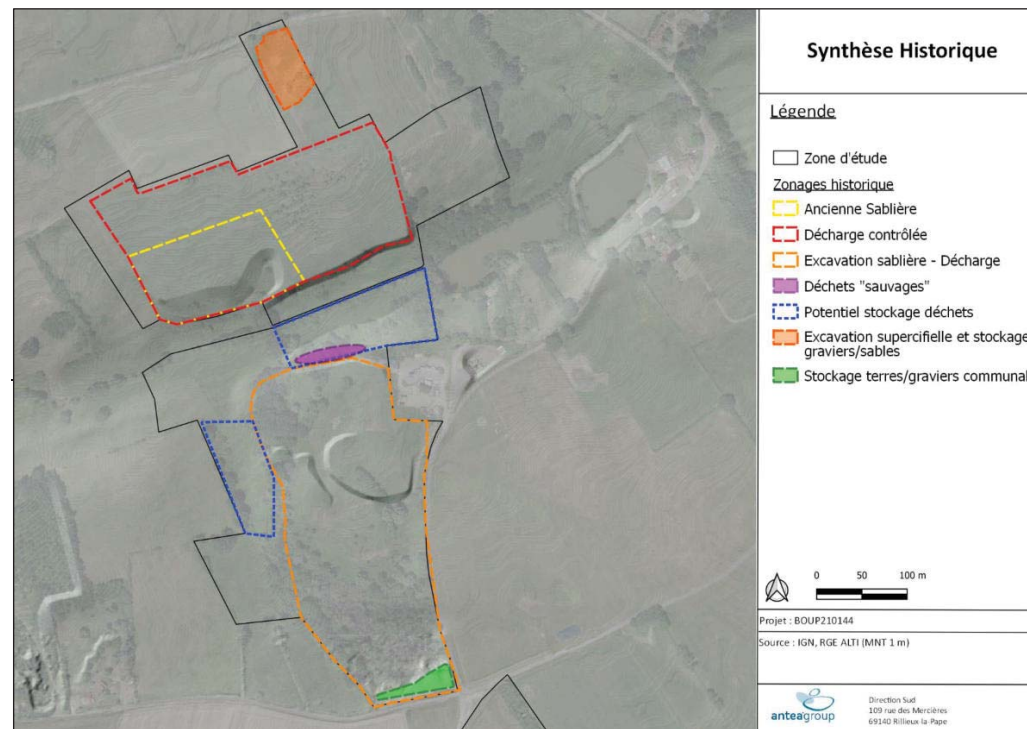 Synthèse Historique
Légende
Zone d'étude
Zonages historique
Ancienne Sablière
Décharge contrôlée
Excavation sablière - Décharge
Déchets "sauvages"
Potentiel stockage déchets
Excavation supercifielle et stockage
graviers/sables
Stockage terres/graviers communal
0 50 100 m
Projet : BOUP210144
Source : IGN, RGE ALTI (MNT 1 m)
anteagroup
Direction Sud
109 rue des Mercières
69140 Rillieux-la-Pape